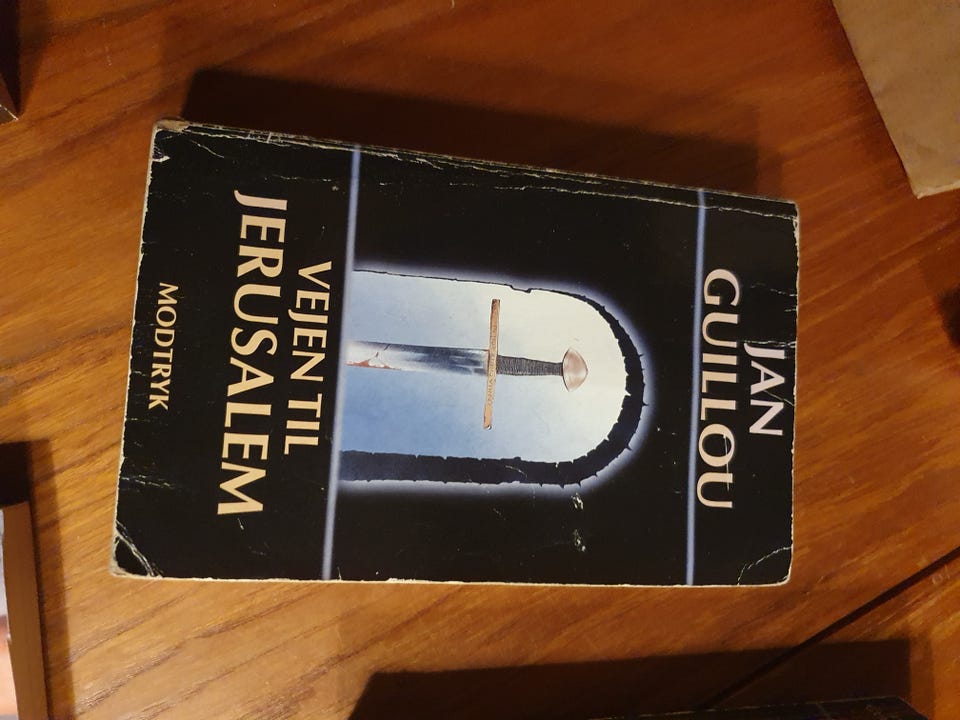 JAN
GUILLOU
VEJEN TIL
JERUSALEM
MODTRYK